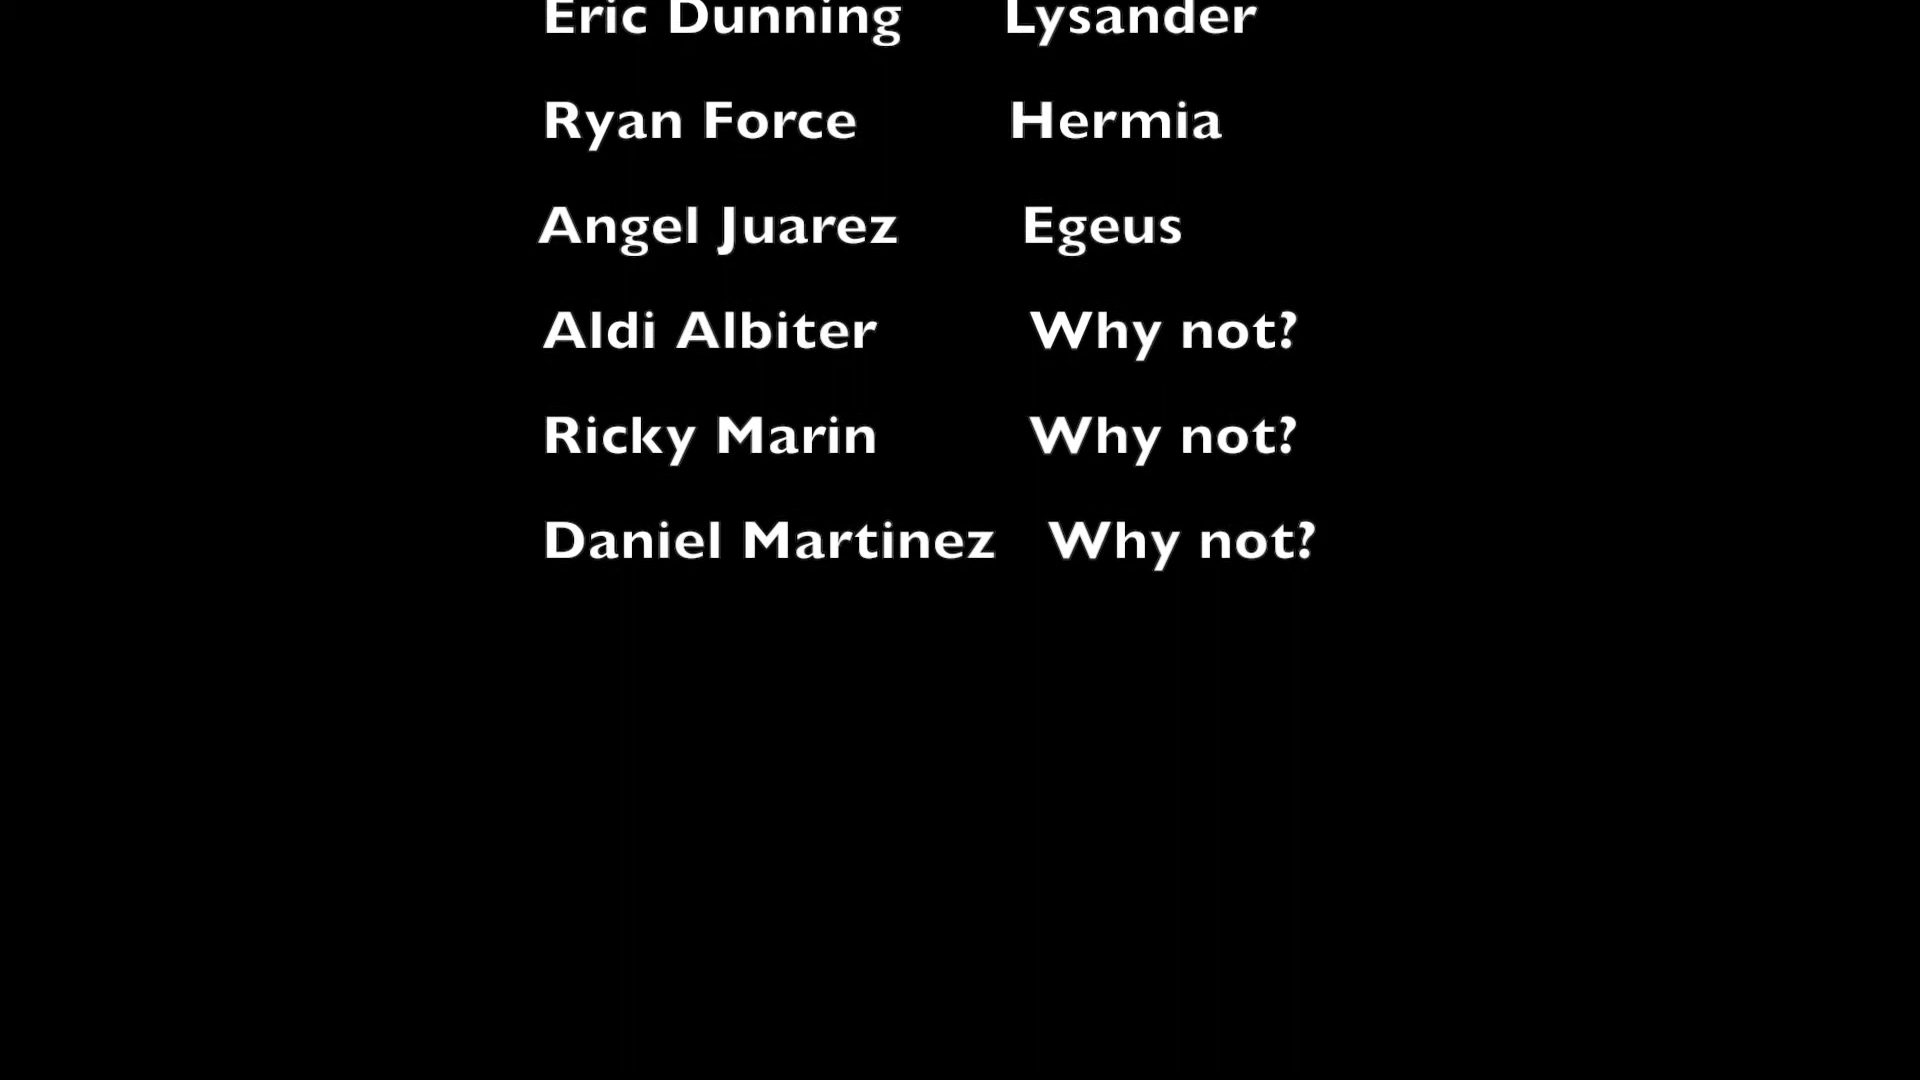 Eric Dunning Lysander
Ryan Force Hermia
Angel Juarez Egeus
Aldi Albiter Why not?
Ricky Marin Why not?
Daniel Martinez Why not?